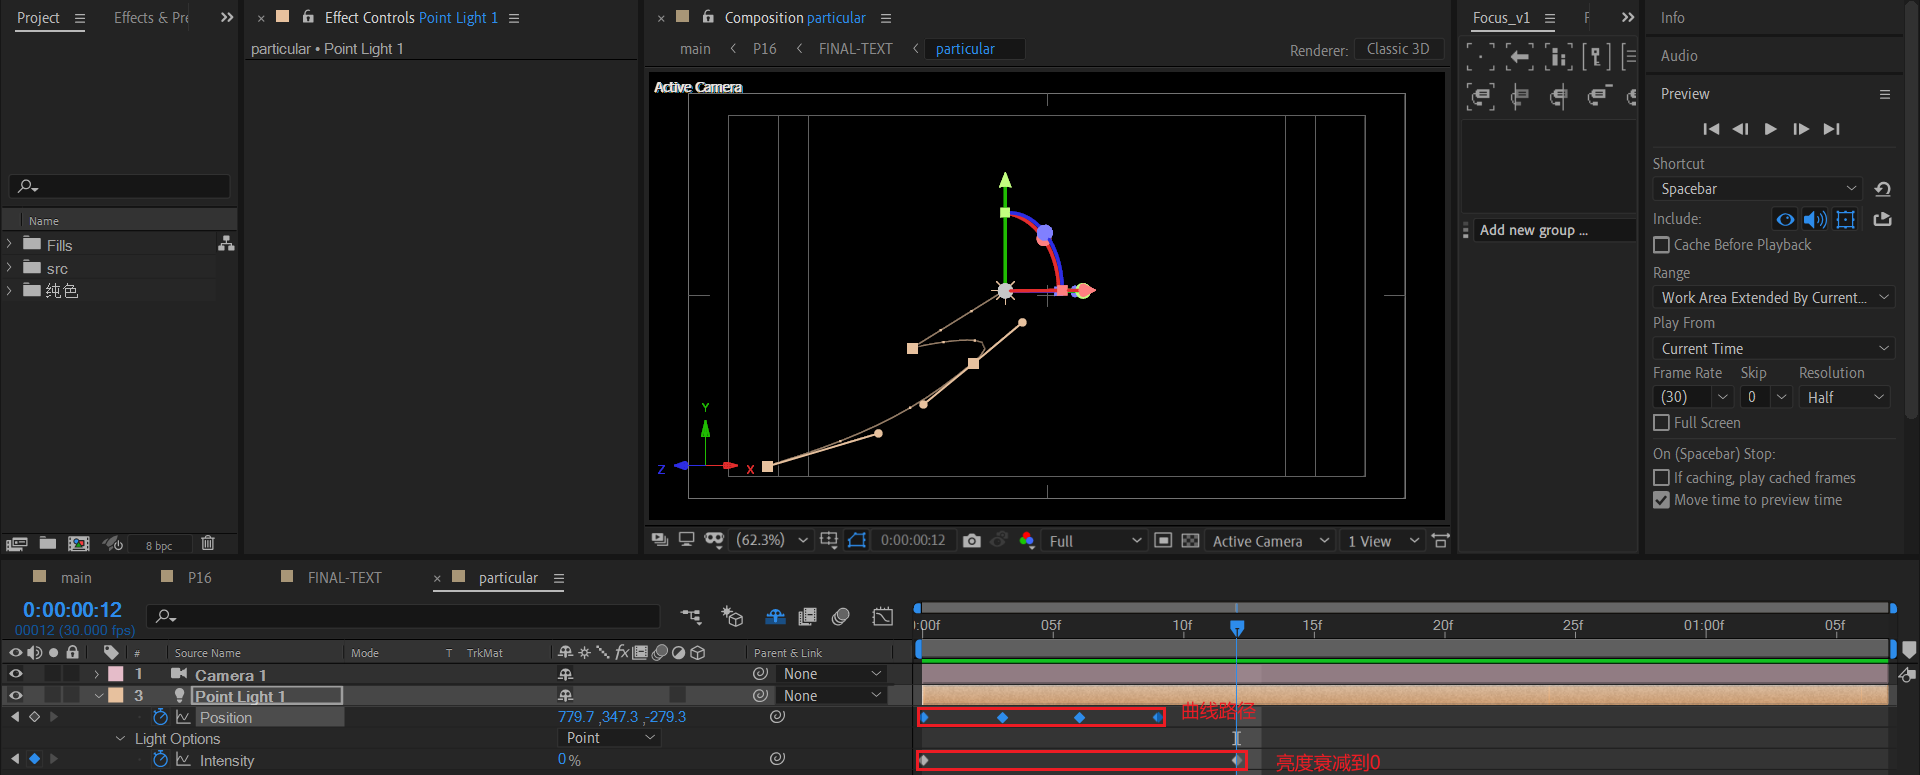 Project
Effects & Pre
Effect Controls Point Light 1
Composition particular
Focus_v1
Info
particular • Point Light 1
main
P16
FINAL-TEXT
particular
Renderer:
Classic 3D
Audio
Active Camera
Preview
Shortcut
Spacebar
Name
Include:
Fills
Add new group ...
Cache Before Playback
src
Range
纯色
Work Area Extended By Current...
Play From
Current Time
Frame Rate
Skip
Resolution
(30)
0
Half
Full Screen
Y
On (Spacebar) Stop:
Z
X
If caching, play cached frames
Move time to preview time
8 bpc
(62.3%)
0:00:00:12
Full
Active Camera
1 View
main
P16
FINAL-TEXT
particular
0:00:00:12
00012 (30.000 fps)
:00f
05f
10f
15f
20f
25f
01:00f
05f
#
Source Name
Mode
T
TrkMat
fx
Parent & Link
1
Camera 1
None
3
Point Light 1
None
Position
779.7 ,347.3 ,-279.3
曲线路径
Light Options
Point
Intensity
0 %
亮度衰减到0